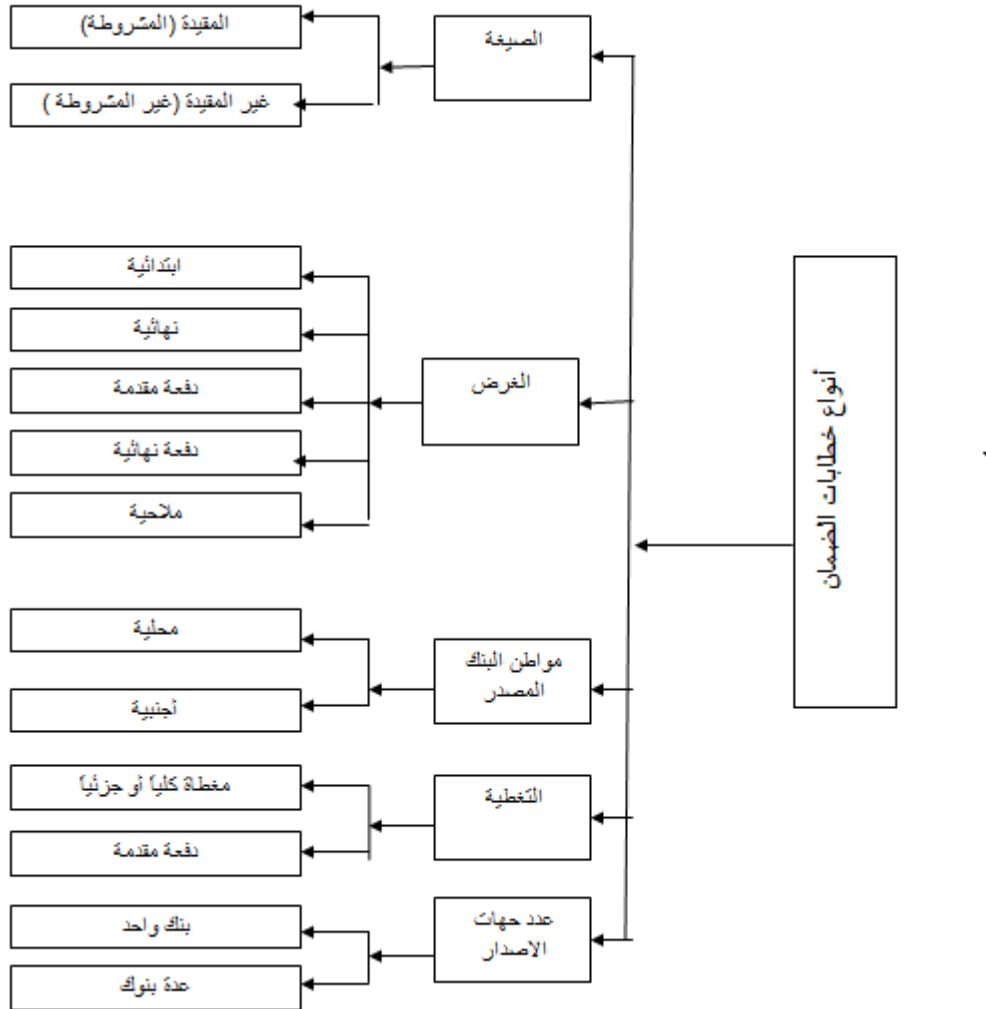 أنواع خطابات الضمان
الصيغة
المقيدة (المشروطة)
غير المقيدة (غير المشروطة )
الغرض
ابتدائية
نهائية
دفعة مقدمة
دفعة نهائية
ملاحية
مواطن البنك
المصدر
محلية
أجنبية
التغطية
مغطاة كلياً أو جزئياً
دفعة مقدمة
عدد جهات
الاصدار
بنك واحد
عدة بنوك